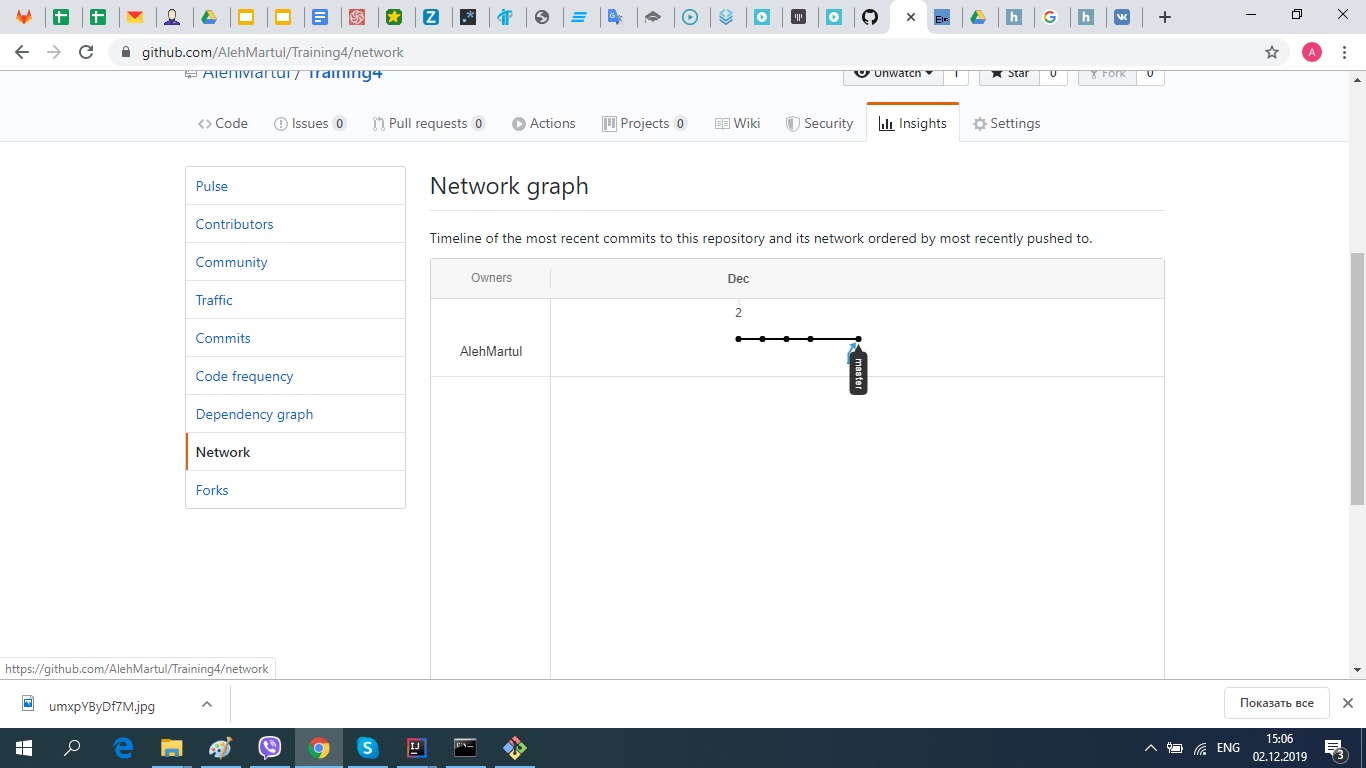 github.com/AlehMartul/Training4/network
A
AlehMartul / Training4
Unwatch 1 Star 0 Fork 0
Code Issues 0 Pull requests 0 Actions Projects 0 Wiki Security Insights Settings
Pulse
Contributors
Community
Traffic
Commits
Code frequency
Dependency graph
Network
Forks
Network graph
Timeline of the most recent commits to this repository and its network ordered by most recently pushed to.
Owners Dec
2
AlehMartul
master
https://github.com/AlehMartul/Training4/network
umxpYByDf7M.jpg
Показать все
ENG
15:06
02.12.2019
3